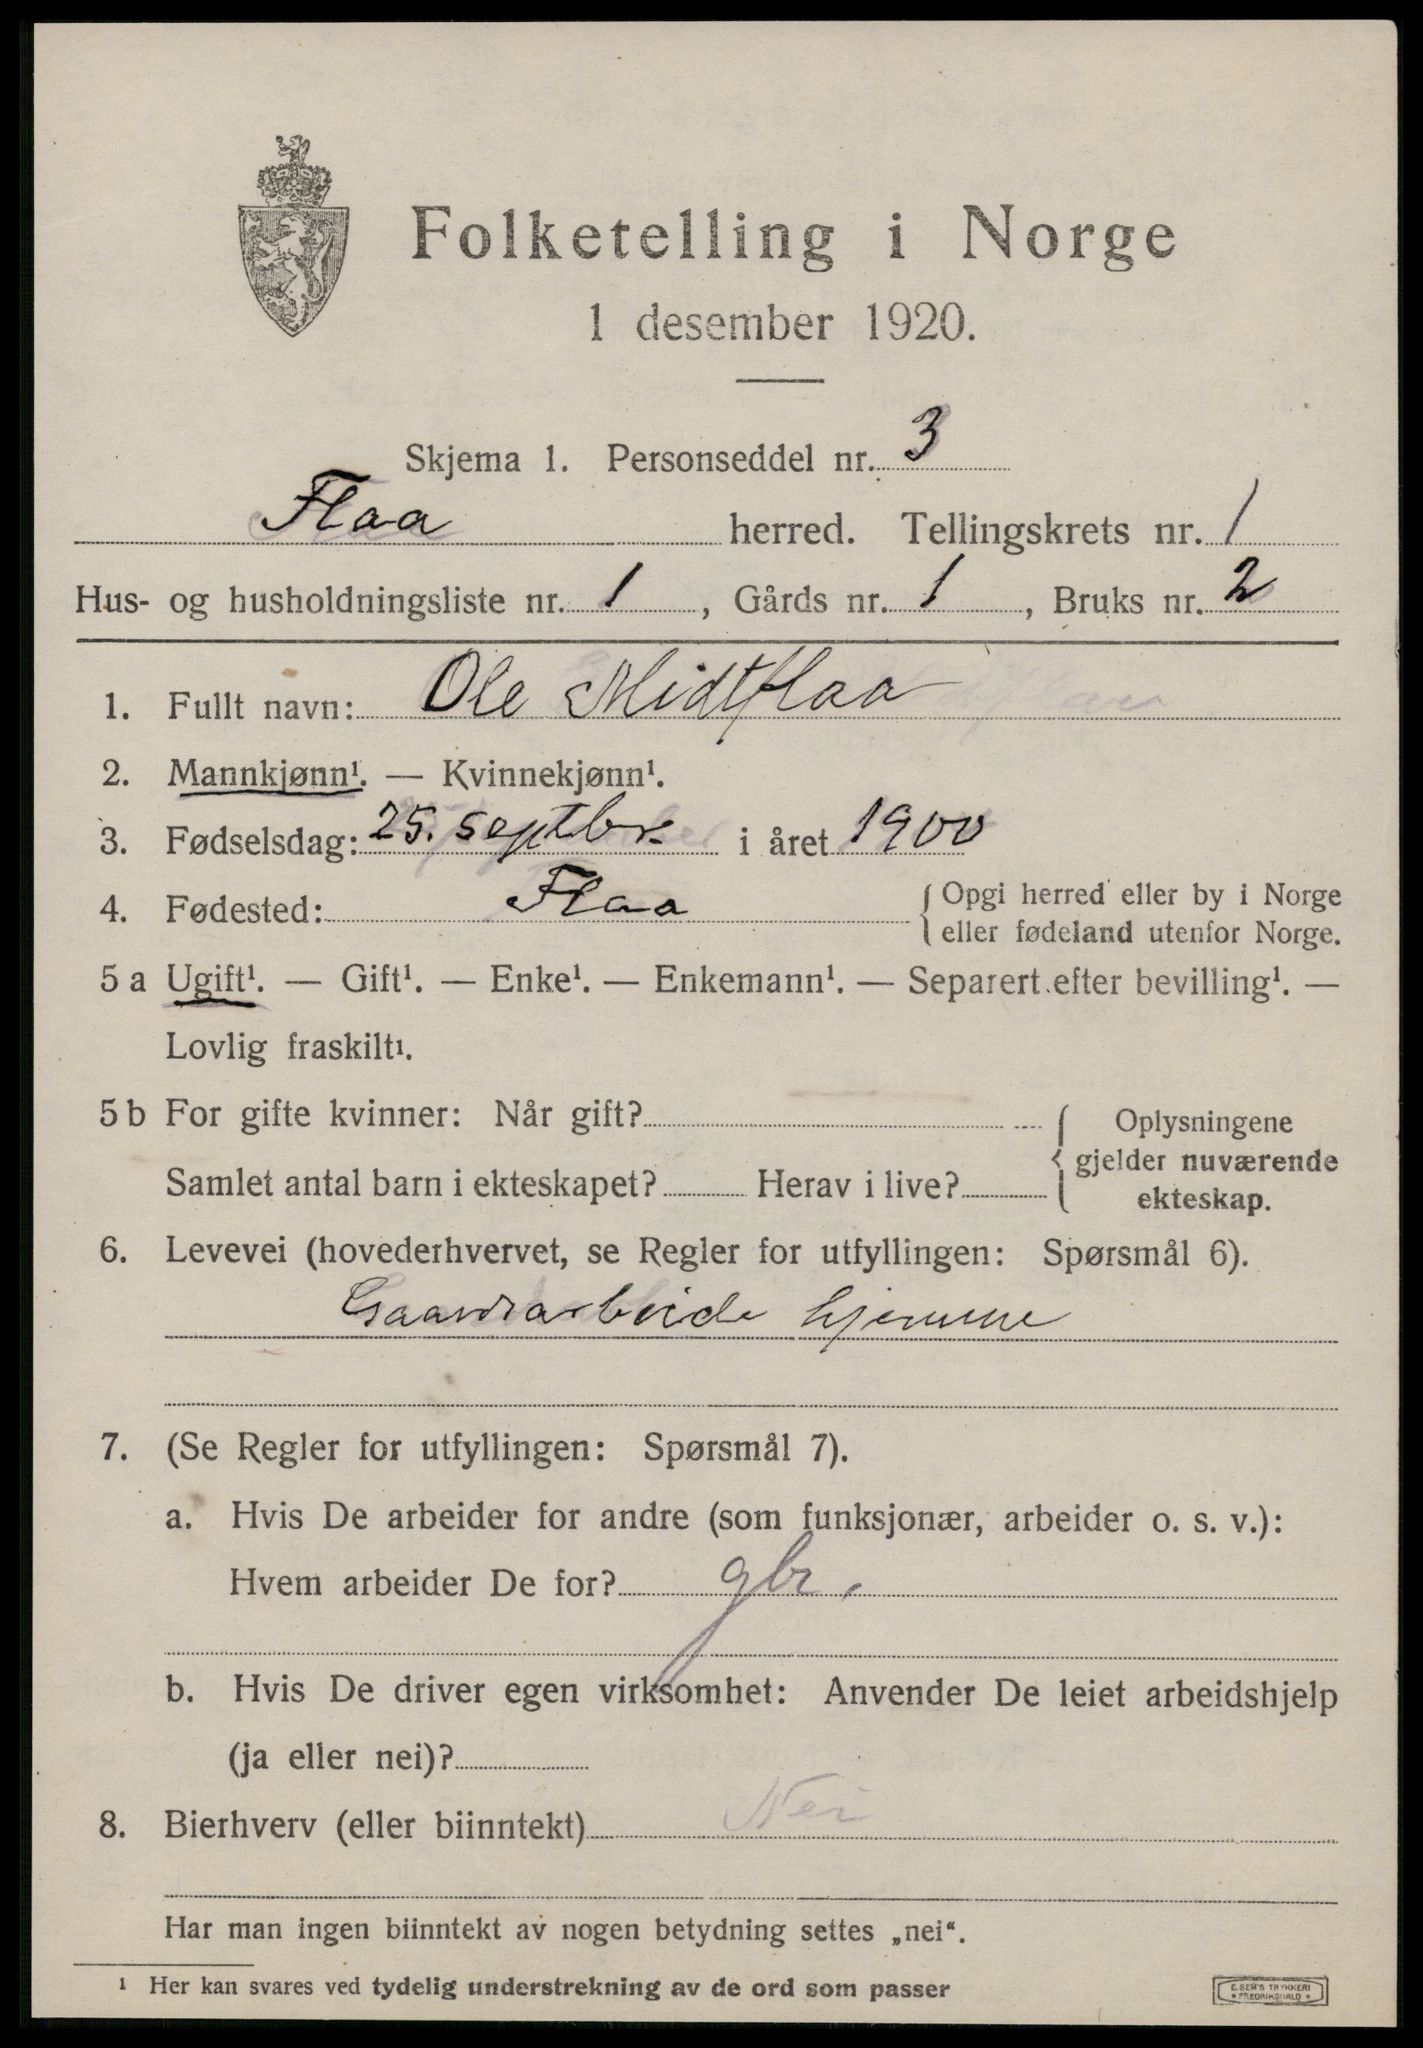 Folketelling i Norge
1 desember 1920.
Skjema 1. Personseddel nr. 3
Flaa herred. Tellingskrets nr. 1
Hus- og husholdningsliste nr. 1, Gårds nr. 1, Bruks nr. 2
1. Fullt navn: Ole Midtflaa
2. Mannkjønn¹. — Kvinnekjønn¹.
3. Fødselsdag: 25. septbr. i året 1900
4. Fødested: Flaa { Opgi herred eller by i Norge
eller fødeland utenfor Norge.
5 a Ugift¹. — Gift¹. — Enke¹. — Enkemann¹. — Separert efter bevilling¹. —
Lovlig fraskilt¹.
5 b For gifte kvinner: Når gift? { Oplysningene
gjelder nuværende
Samlet antal barn i ekteskapet? Herav i live? ekteskap.
6. Levevei (hovederhvervet, se Regler for utfyllingen: Spørsmål 6).
Gaardsarbeide hjemme
7. (Se Regler for utfyllingen: Spørsmål 7).
a. Hvis De arbeider for andre (som funksjonær, arbeider o. s. v.):
Hvem arbeider De for? gbr.
b. Hvis De driver egen virksomhet: Anvender De leiet arbeidshjelp
(ja eller nei)?
8. Bierhverv (eller biinntekt) Nei
Har man ingen biinntekt av nogen betydning settes „nei“.
¹ Her kan svares ved tydelig understrekning av de ord som passer
E. SEM'S TRYKKERI
FREDRIKSHALD